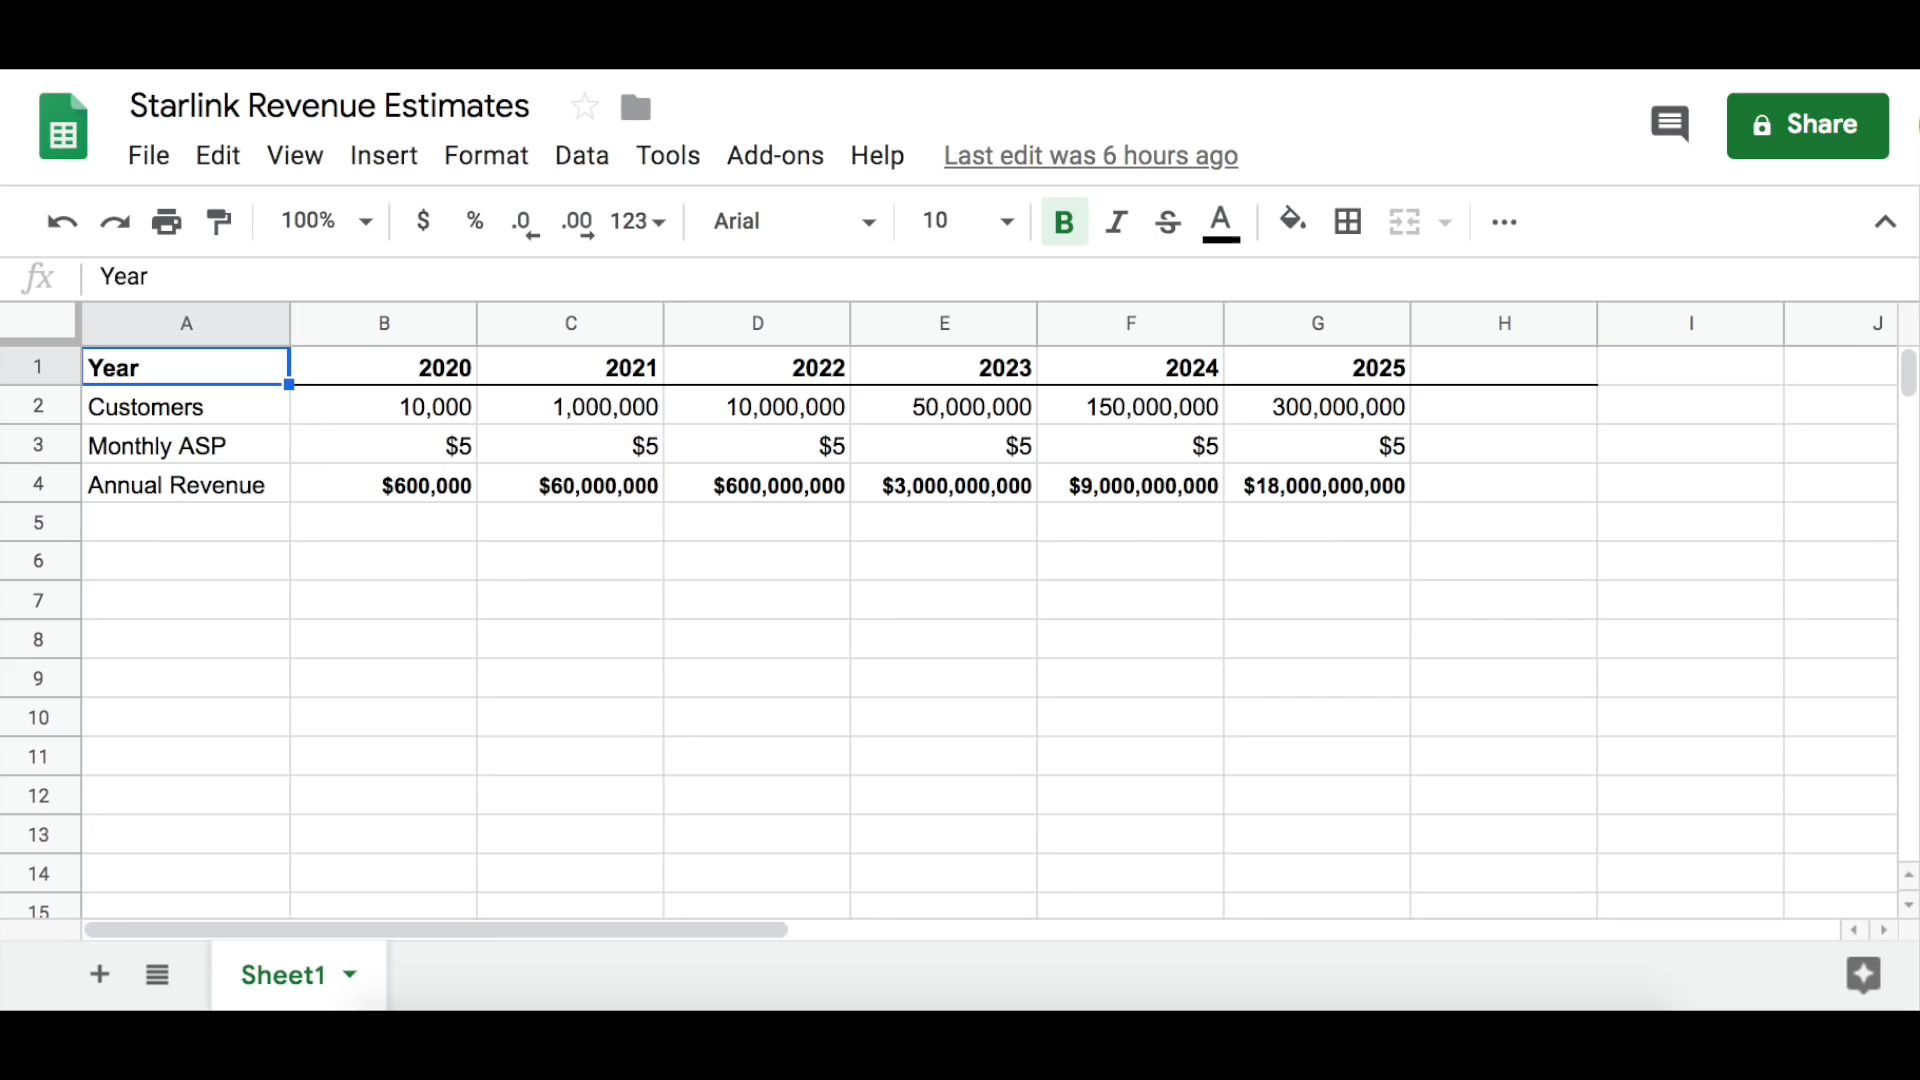 Starlink Revenue Estimates
Share
File Edit View Insert Format Data Tools Add-ons Help Last edit was 6 hours ago
100% $ % .0 .00 123 Arial 10 B I S A
fx Year
A B C D E F G H I J
1 Year 2020 2021 2022 2023 2024 2025
2 Customers 10,000 1,000,000 10,000,000 50,000,000 150,000,000 300,000,000
3 Monthly ASP $5 $5 $5 $5 $5 $5
4 Annual Revenue $600,000 $60,000,000 $600,000,000 $3,000,000,000 $9,000,000,000 $18,000,000,000
5
6
7
8
9
10
11
12
13
14
15
Sheet1